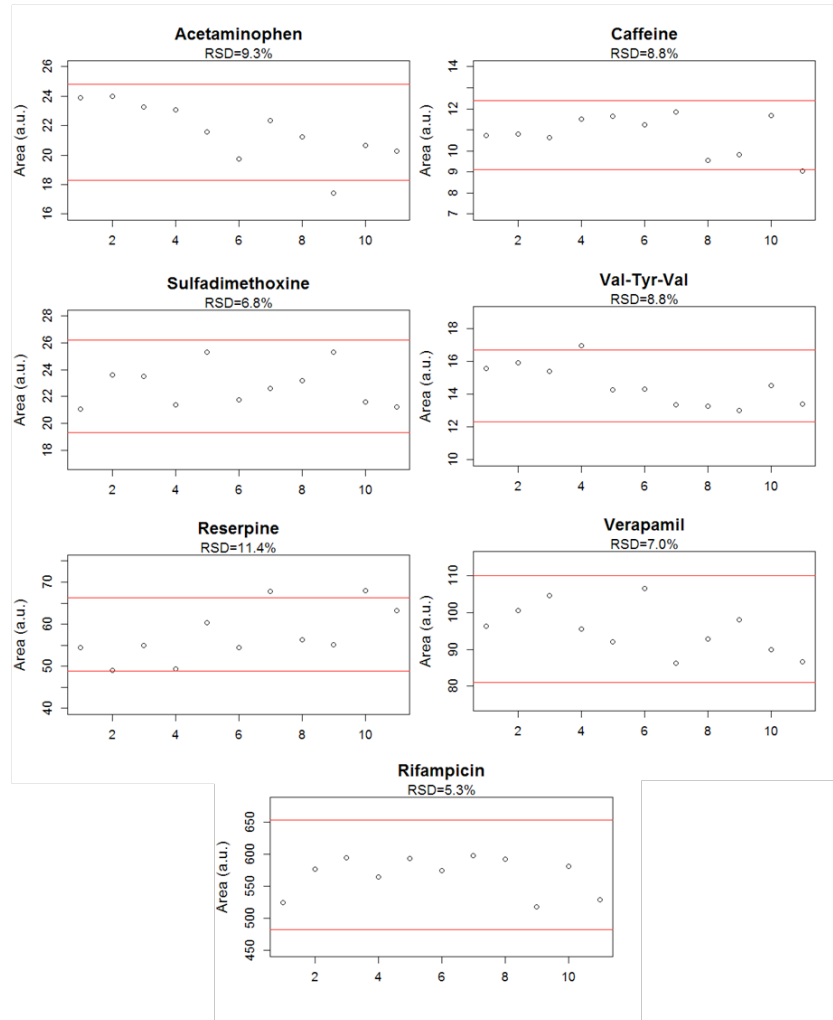 Acetaminophen
RSD=9.3%
Area (a.u.)
26
24
22
20
18
16
2 4 6 8 10
Caffeine
RSD=8.8%
Area (a.u.)
14
12
11
10
9
8
7
2 4 6 8 10
Sulfadimethoxine
RSD=6.8%
Area (a.u.)
28
26
24
22
20
18
2 4 6 8 10
Val-Tyr-Val
RSD=8.8%
Area (a.u.)
18
16
14
12
10
2 4 6 8 10
Reserpine
RSD=11.4%
Area (a.u.)
70
60
50
40
2 4 6 8 10
Verapamil
RSD=7.0%
Area (a.u.)
110
100
90
80
2 4 6 8 10
Rifampicin
RSD=5.3%
Area (a.u.)
650
600
550
500
450
2 4 6 8 10